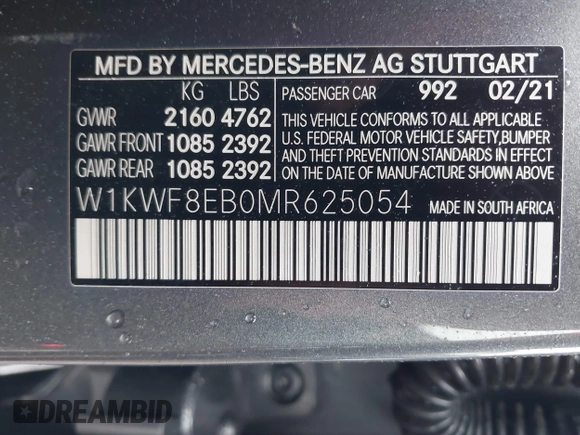 MFD BY MERCEDES-BENZ AG STUTTGART
KG LBS PASSENGER CAR 992 02/21
GVWR 2160 4762
GAWR FRONT 1085 2392
GAWR REAR 1085 2392
THIS VEHICLE CONFORMS TO ALL APPLICABLE
U.S. FEDERAL MOTOR VEHICLE SAFETY, BUMPER
AND THEFT PREVENTION STANDARDS IN EFFECT
ON THE DATE OF MANUFACTURE SHOWN ABOVE
W1KWF8EB0MR625054 MADE IN SOUTH AFRICA
DREAMBID